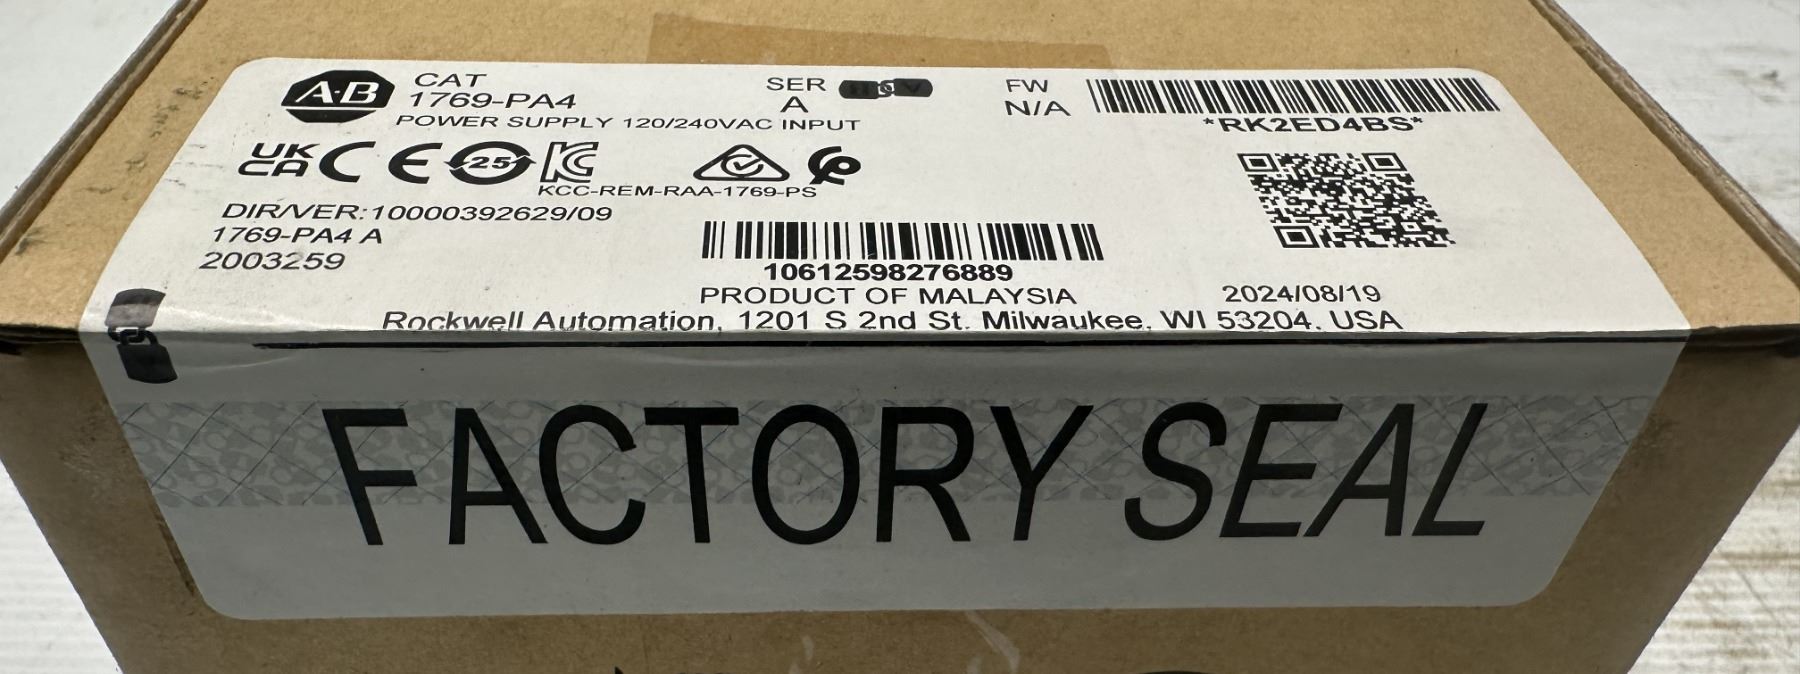 A·B
CAT
1769-PA4
SER
A
FW
N/A
*RK2ED4BS*
POWER SUPPLY 120/240VAC INPUT
UK
CA
CE
25
KCC-REM-RAA-1769-PS
DIR/VER:10000392629/09
1769-PA4 A
2003259
10612598276889
PRODUCT OF MALAYSIA
2024/08/19
Rockwell Automation, 1201 S 2nd St. Milwaukee, WI 53204, USA
FACTORY SEAL